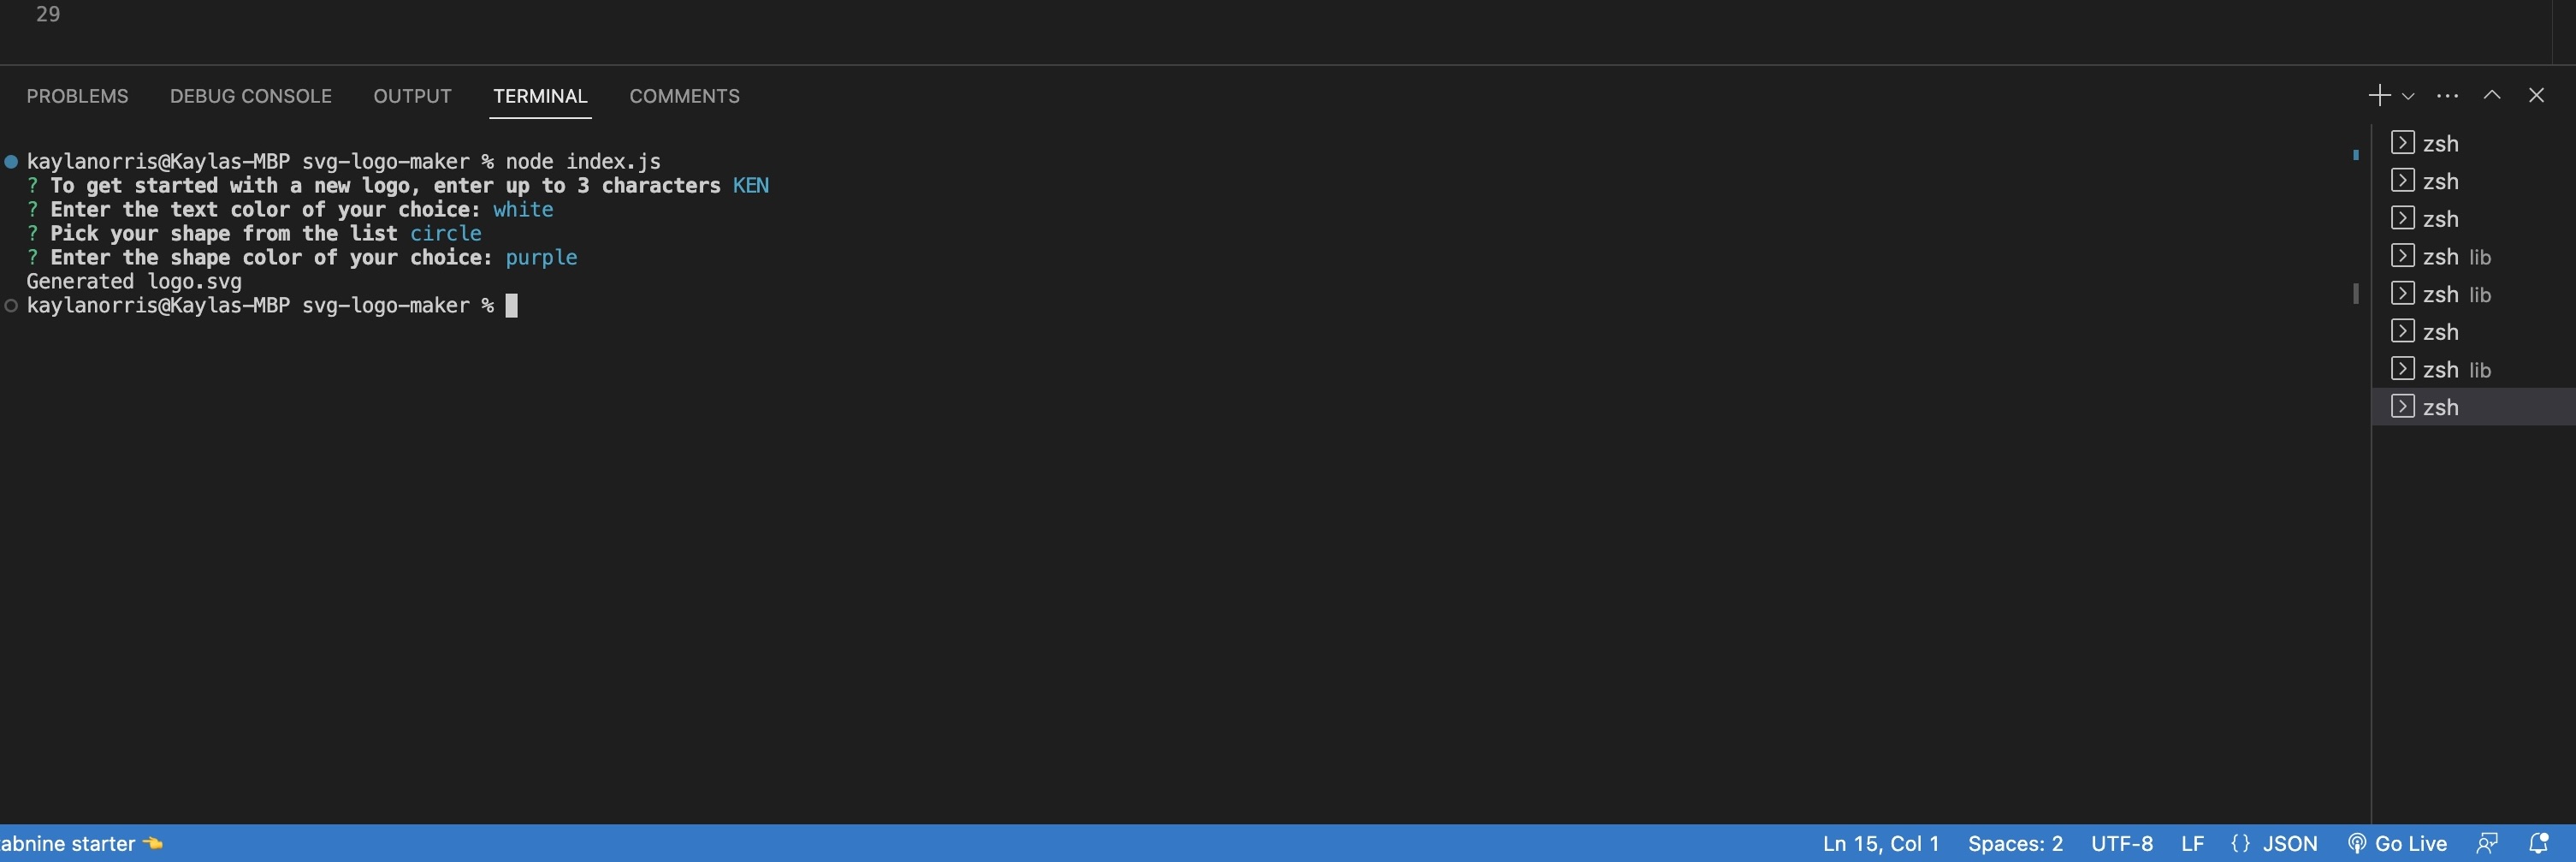 29
PROBLEMS DEBUG CONSOLE OUTPUT TERMINAL COMMENTS
kaylanorris@Kaylas-MBP svg-logo-maker % node index.js
? To get started with a new logo, enter up to 3 characters KEN
? Enter the text color of your choice: white
? Pick your shape from the list circle
? Enter the shape color of your choice: purple
Generated logo.svg
kaylanorris@Kaylas-MBP svg-logo-maker %
zsh
zsh
zsh
zsh lib
zsh lib
zsh
zsh lib
zsh
abnine starter 👈 Ln 15, Col 1 Spaces: 2 UTF-8 LF {} JSON Go Live